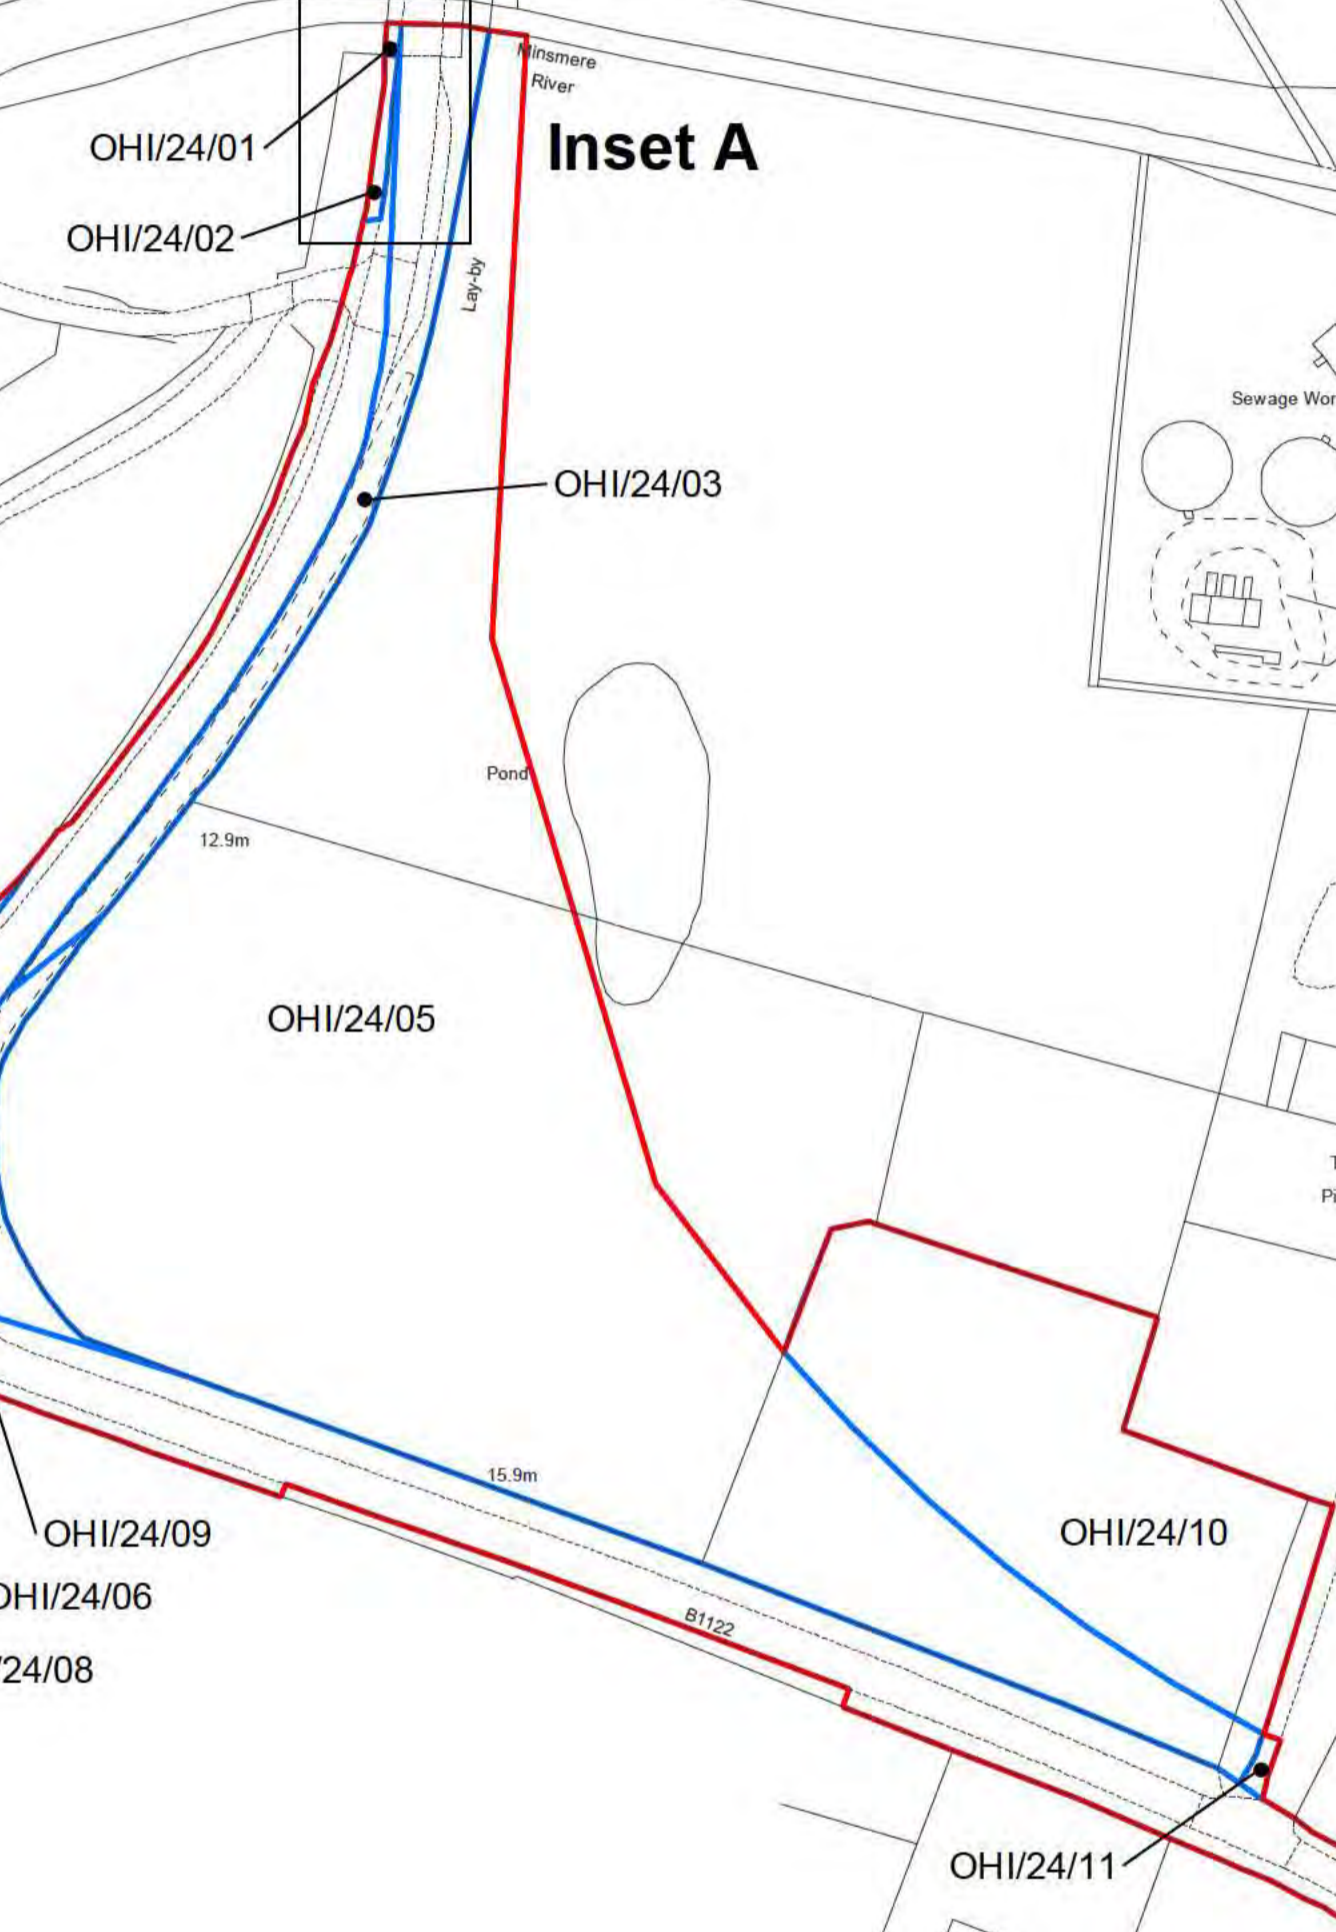 Minsmere
River
OHI/24/01
Inset A
OHI/24/02
Lay-by
Sewage Wor
OHI/24/03
Pond
12.9m
OHI/24/05
T
Pi
15.9m
OHI/24/09
OHI/24/10
OHI/24/06
B1122
/24/08
OHI/24/11